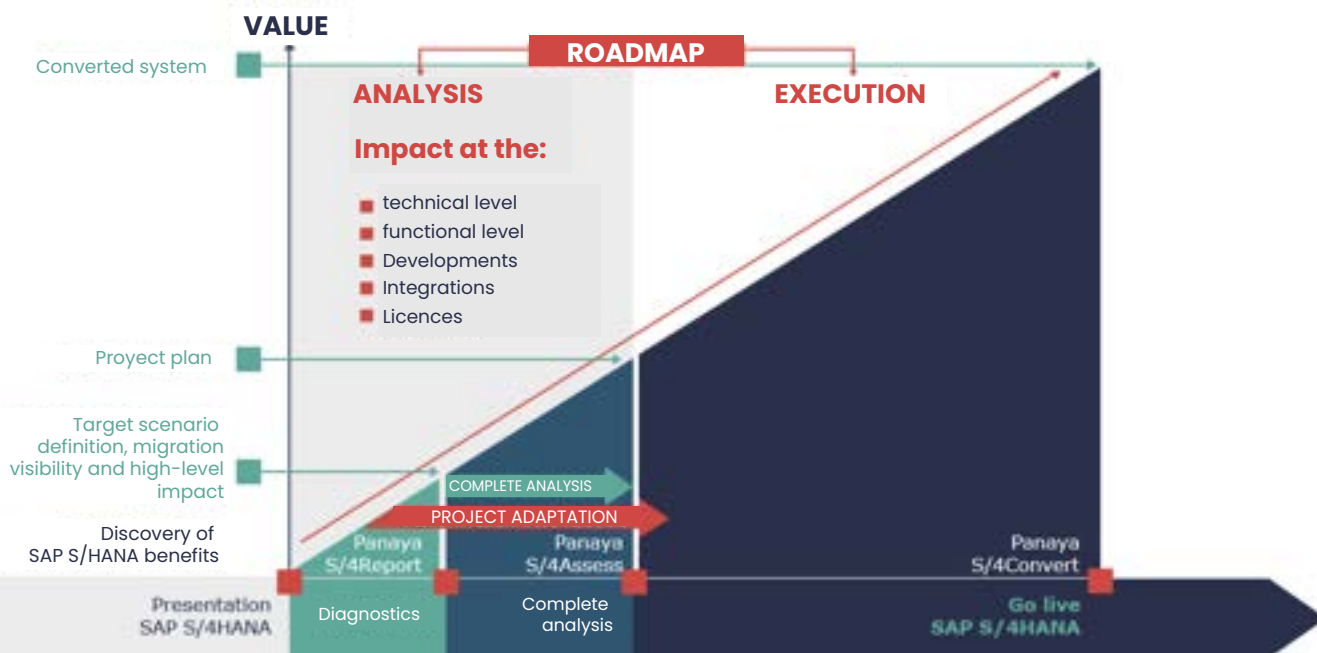 VALUE
ROADMAP
Converted system
ANALYSIS
EXECUTION
Impact at the:
technical level
functional level
Developments
Integrations
Licences
Proyect plan
Target scenario
definition, migration
visibility and high-level
impact
COMPLETE ANALYSIS
PROJECT ADAPTATION
Discovery of
SAP S/HANA benefits
Panaya
S/4Report
Panaya
S/4Assess
Panaya
S/4Convert
Presentation
SAP S/4HANA
Diagnostics
Complete
analysis
Go live
SAP S/4HANA